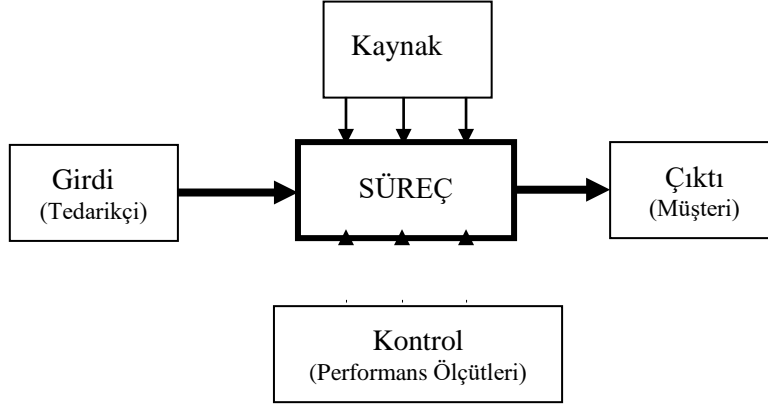 Kaynak
Girdi
(Tedarikçi)
SÜREÇ
Çıktı
(Müşteri)
Kontrol
(Performans Ölçütleri)